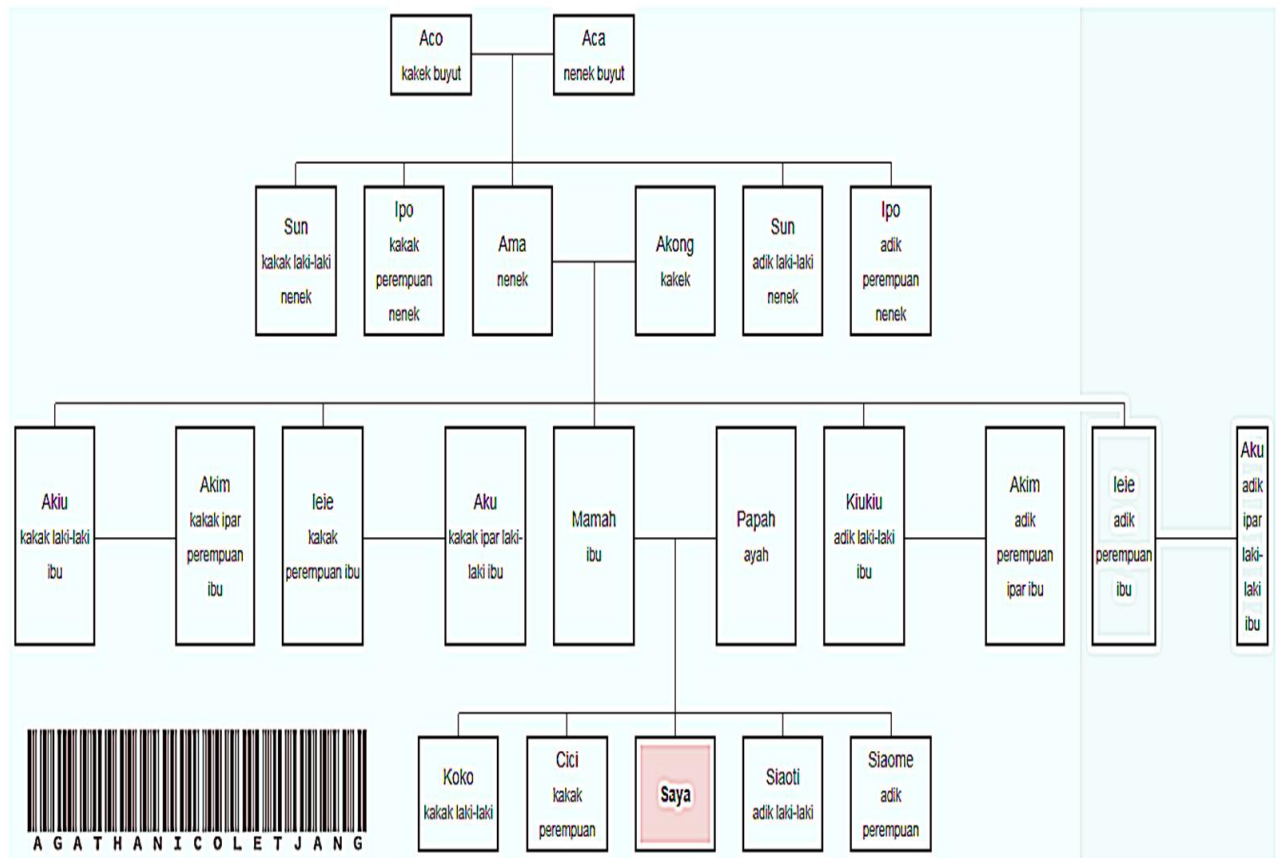 Aco
kakek buyut
Aca
nenek buyut
Sun
kakak laki-laki
nenek
Ipo
kakak
perempuan
nenek
Ama
nenek
Akong
kakek
Sun
adik laki-laki
nenek
Ipo
adik
perempuan
nenek
Akiu
kakak laki-laki
ibu
Akim
kakak ipar
perempuan
ibu
Ieie
kakak
perempuan ibu
Aku
kakak ipar laki-
laki ibu
Mamah
ibu
Papah
ayah
Kiukiu
adik laki-laki
ibu
Akim
adik
perempuan
ipar ibu
Ieie
adik
perempuan
ibu
Aku
adik
ipar
laki-
laki
ibu
Koko
kakak laki-laki
Cici
kakak
perempuan
Saya
Siaoti
adik laki-laki
Siaome
adik
perempuan
AGATHANICOLETJANG